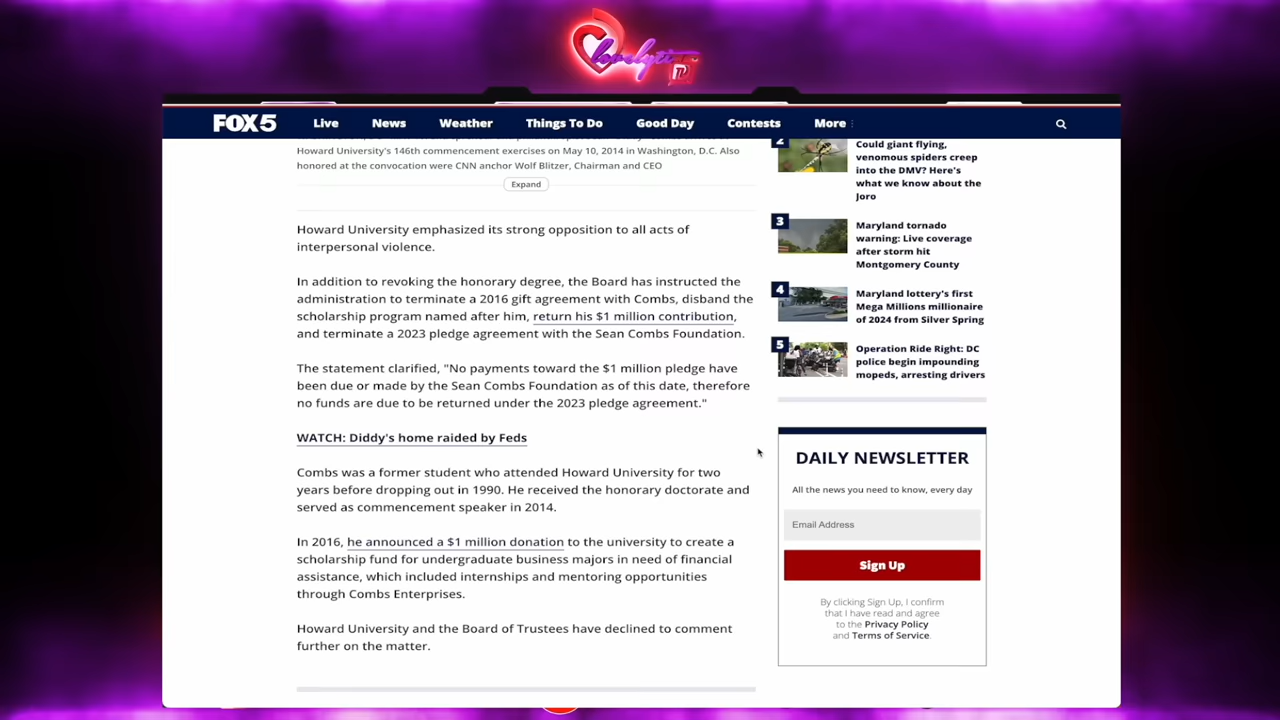 lovelyti
TV
FOX 5
Live
News
Weather
Things To Do
Good Day
Contests
More
Howard University's 146th commencement exercises on May 10, 2014 in Washington, D.C. Also
honored at the convocation were CNN anchor Wolf Blitzer, Chairman and CEO
Expand
Howard University emphasized its strong opposition to all acts of
interpersonal violence.
In addition to revoking the honorary degree, the Board has instructed the
administration to terminate a 2016 gift agreement with Combs, disband the
scholarship program named after him, return his $1 million contribution,
and terminate a 2023 pledge agreement with the Sean Combs Foundation.
The statement clarified, "No payments toward the $1 million pledge have
been due or made by the Sean Combs Foundation as of this date, therefore
no funds are due to be returned under the 2023 pledge agreement."
WATCH: Diddy's home raided by Feds
Combs was a former student who attended Howard University for two
years before dropping out in 1990. He received the honorary doctorate and
served as commencement speaker in 2014.
In 2016, he announced a $1 million donation to the university to create a
scholarship fund for undergraduate business majors in need of financial
assistance, which included internships and mentoring opportunities
through Combs Enterprises.
Howard University and the Board of Trustees have declined to comment
further on the matter.
2
Could giant flying,
venomous spiders creep
into the DMV? Here's
what we know about the
Joro
3
Maryland tornado
warning: Live coverage
after storm hit
Montgomery County
4
Maryland lottery's first
Mega Millions millionaire
of 2024 from Silver Spring
5
Operation Ride Right: DC
police begin impounding
mopeds, arresting drivers
DAILY NEWSLETTER
All the news you need to know, every day
Email Address
Sign Up
By clicking Sign Up, I confirm
that I have read and agree
to the Privacy Policy
and Terms of Service.